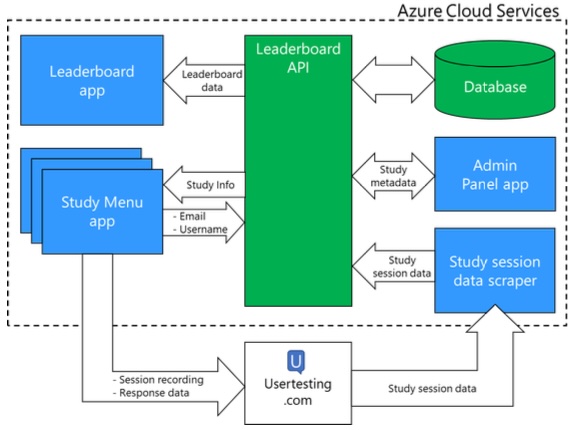 Azure Cloud Services
Leaderboard
app
Leaderboard
data
Leaderboard
API
Database
Study Menu
app
Study Info
- Email
- Username
Study
metadata
Admin
Panel app
Study
session data
Study session
data scraper
- Session recording
- Response data
U
Usertesting
.com
Study session data